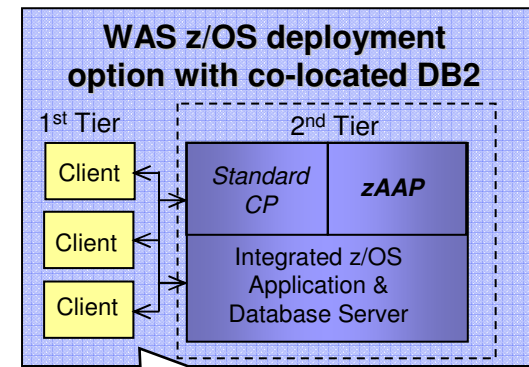 WAS z/OS deployment
option with co-located DB2
1st Tier
2nd Tier
Client
Client
Client
Standard
CP
zAAP
Integrated z/OS
Application &
Database Server